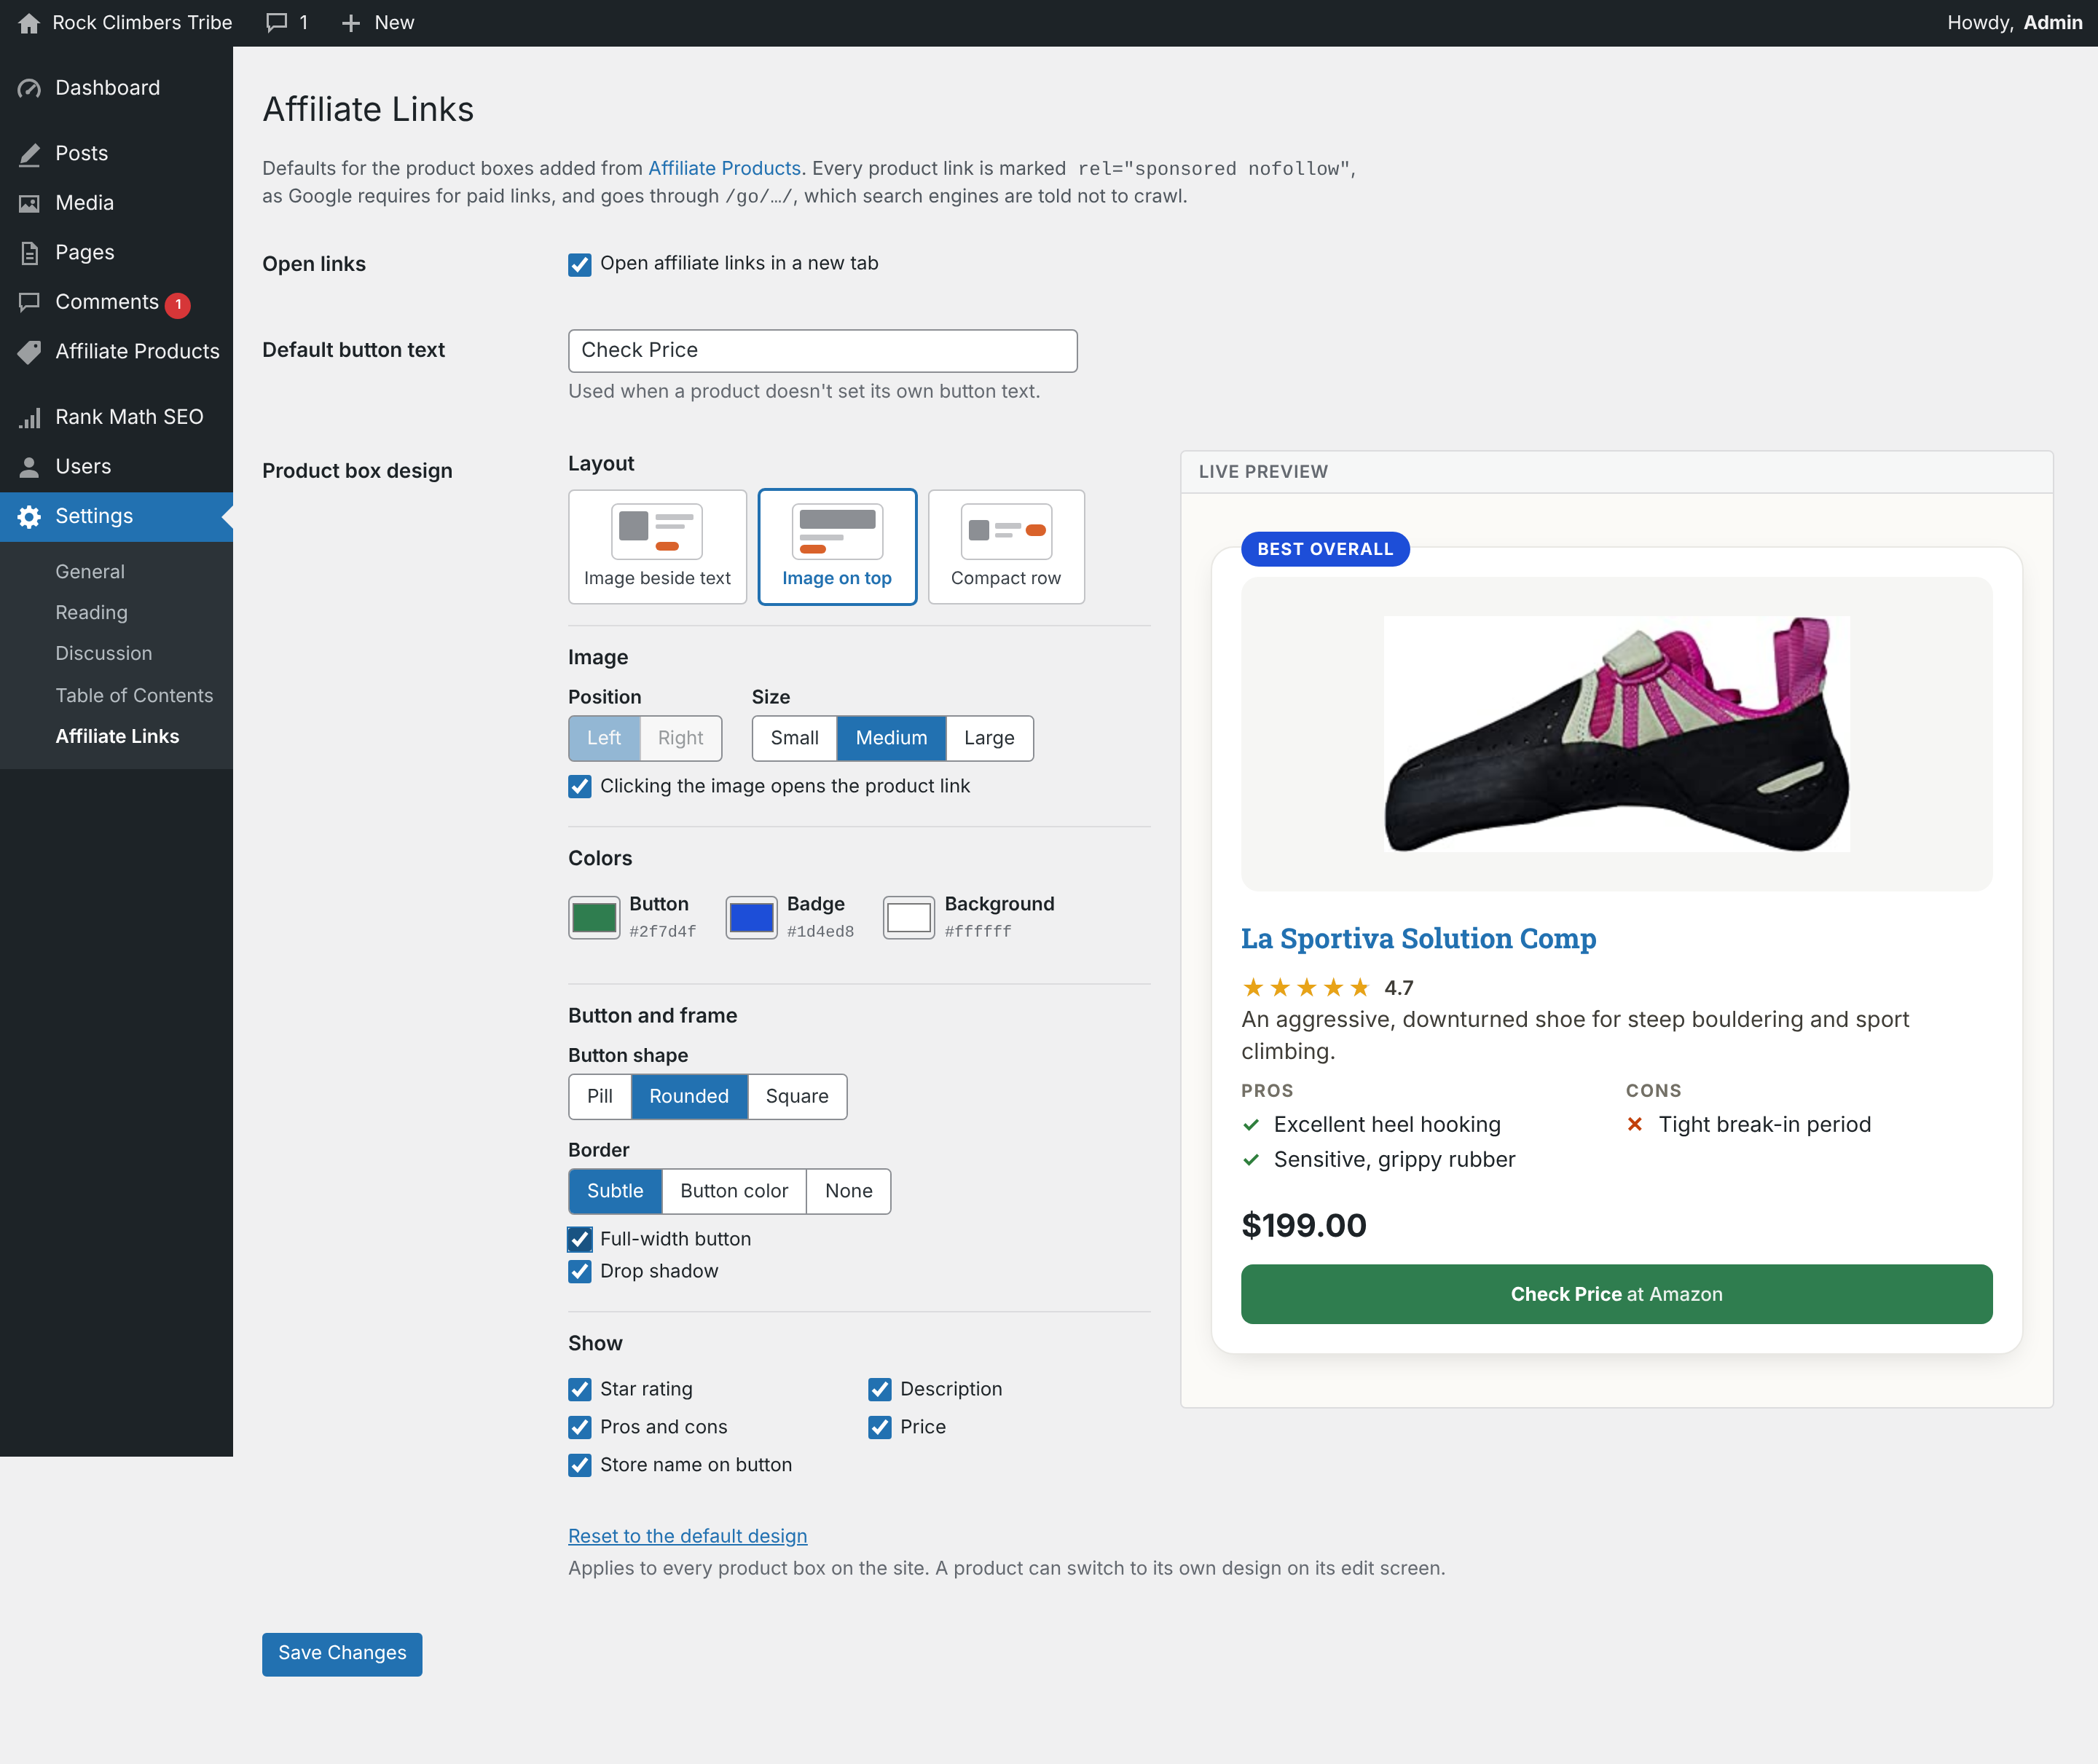 Rock Climbers Tribe
1
New
Howdy, Admin
Dashboard
Posts
Media
Pages
Comments 1
Affiliate Products
Rank Math SEO
Users
Settings
General
Reading
Discussion
Table of Contents
Affiliate Links
Affiliate Links
Defaults for the product boxes added from Affiliate Products. Every product link is marked rel="sponsored nofollow",
as Google requires for paid links, and goes through /go/…/, which search engines are told not to crawl.
Open links
Open affiliate links in a new tab
Default button text
Check Price
Used when a product doesn't set its own button text.
Product box design
Layout
Image beside text
Image on top
Compact row
Image
Position
Size
Left
Right
Small
Medium
Large
Clicking the image opens the product link
Colors
Button
#2f7d4f
Badge
#1d4ed8
Background
#ffffff
Button and frame
Button shape
Pill
Rounded
Square
Border
Subtle
Button color
None
Full-width button
Drop shadow
Show
Star rating
Description
Pros and cons
Price
Store name on button
Reset to the default design
Applies to every product box on the site. A product can switch to its own design on its edit screen.
Save Changes
LIVE PREVIEW
BEST OVERALL
La Sportiva Solution Comp
★★★★★ 4.7
An aggressive, downturned shoe for steep bouldering and sport
climbing.
PROS
Excellent heel hooking
Sensitive, grippy rubber
CONS
Tight break-in period
$199.00
Check Price at Amazon